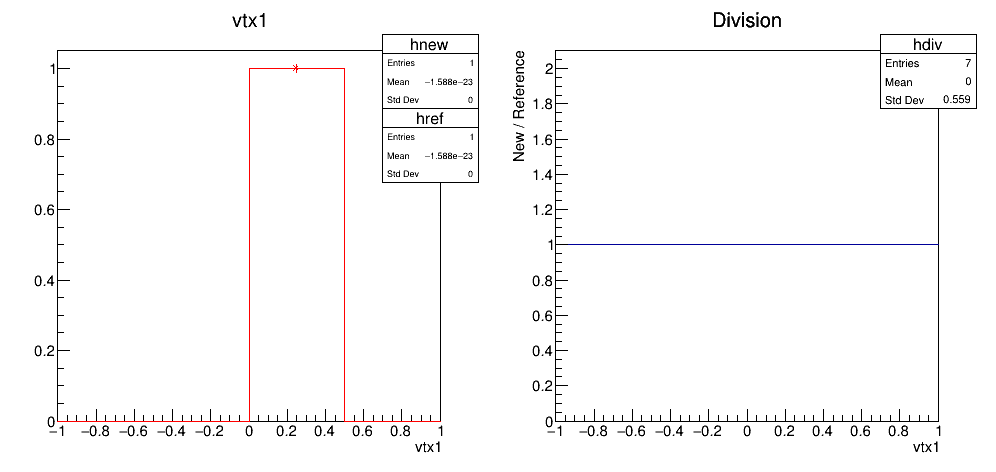 vtx1
hnew
Entries 1
Mean −1.588e−23
Std Dev 0
href
Entries 1
Mean −1.588e−23
Std Dev 0
1
0.8
0.6
0.4
0.2
0
−1 −0.8 −0.6 −0.4 −0.2 0 0.2 0.4 0.6 0.8 1
vtx1
Division
hdiv
Entries 7
Mean 0
Std Dev 0.559
New / Reference
2
1.8
1.6
1.4
1.2
1
0.8
0.6
0.4
0.2
0
−1 −0.8 −0.6 −0.4 −0.2 0 0.2 0.4 0.6 0.8 1
vtx1